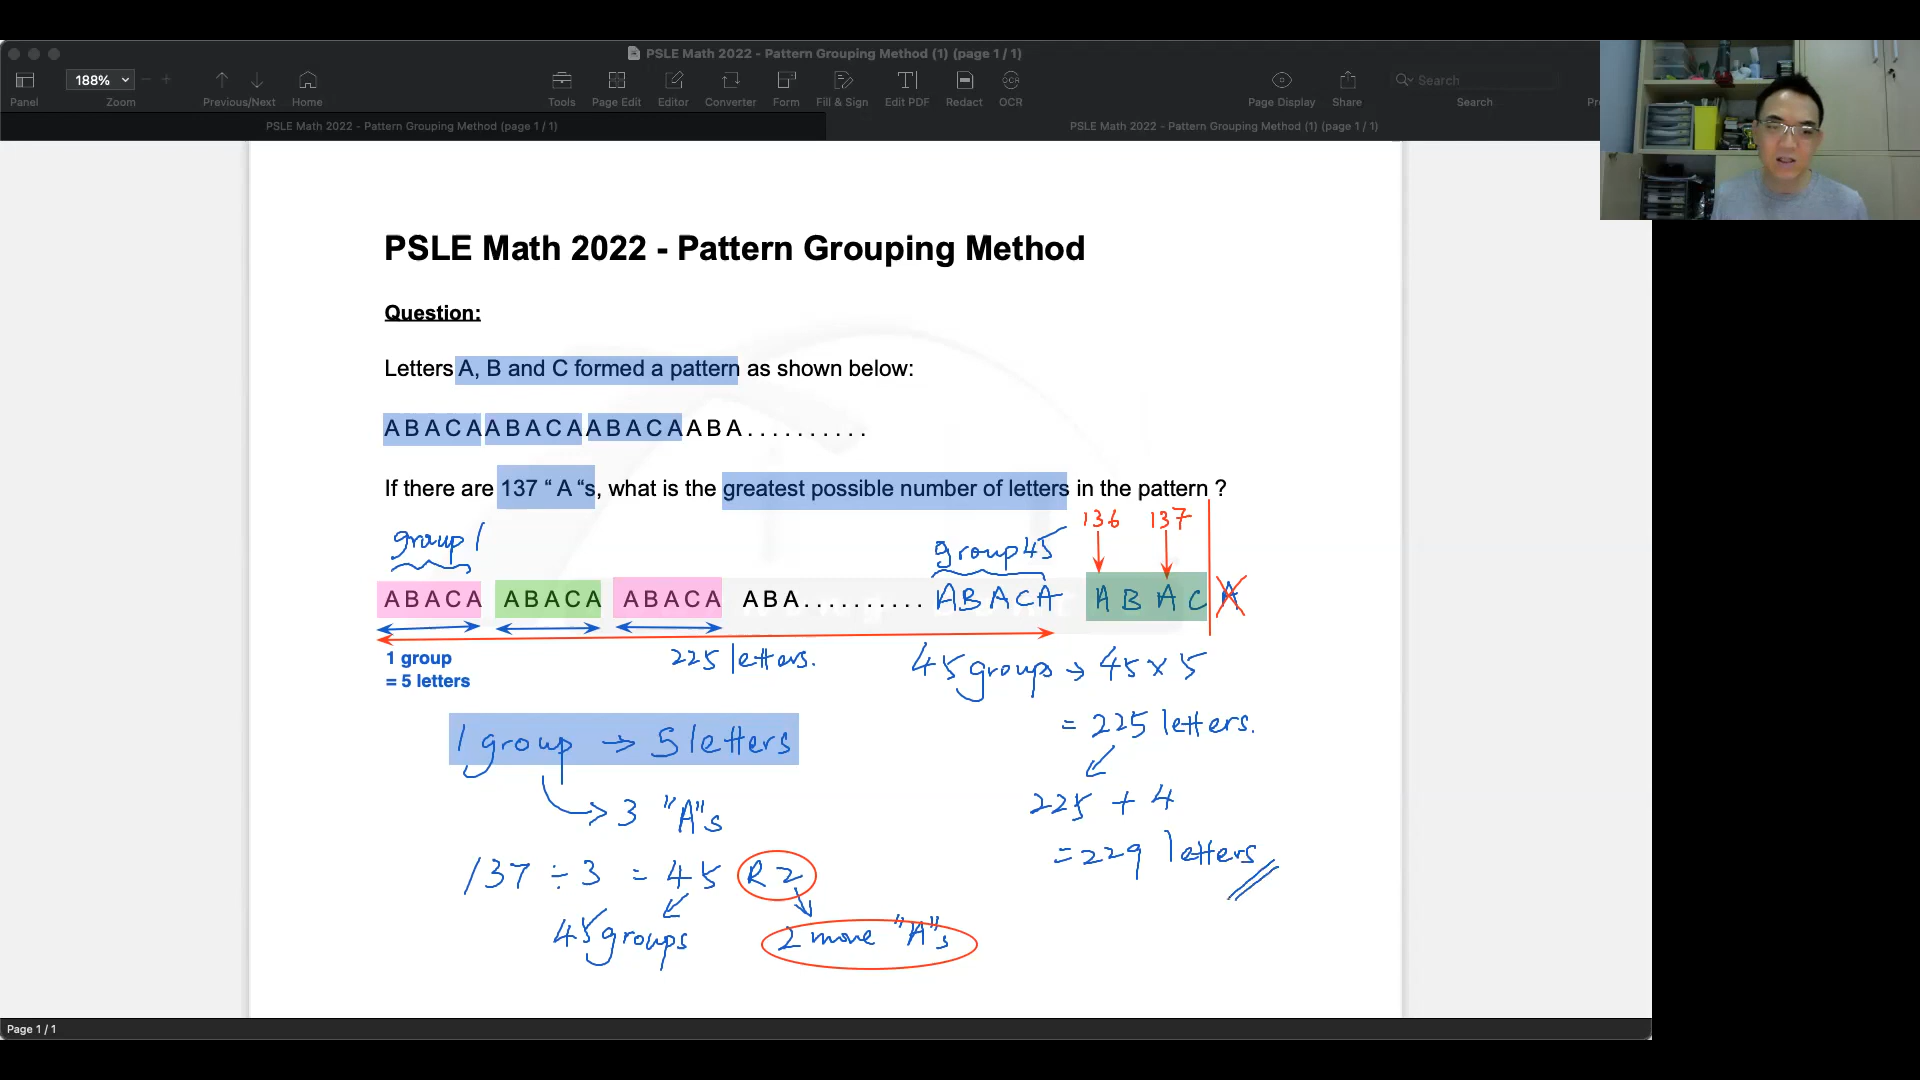 PSLE Math 2022 - Pattern Grouping Method (1) (page 1 / 1)
188%
Search
Panel
Zoom
Previous/Next
Home
Tools
Page Edit
Editor
Converter
Form
Fill & Sign
Edit PDF
Redact
OCR
Page Display
Share
Search
PSLE Math 2022 - Pattern Grouping Method (page 1 / 1)
PSLE Math 2022 - Pattern Grouping Method (1) (page 1 / 1)
PSLE Math 2022 - Pattern Grouping Method
Question:
Letters A, B and C formed a pattern as shown below:
A B A C A A B A C A A B A C A A B A . . . . . . . . . .
If there are 137 “ A “s, what is the greatest possible number of letters in the pattern ?
136 137
group 1
group 45
A B A C A A B A C A A B A C A A B A . . . . . . . . . . A B A C A A B A C A
1 group
= 5 letters
225 letters.
45 groups → 45 × 5
= 225 letters.
1 group → 5 letters
225 + 4
3 "A"s
= 229 letters
137 ÷ 3 = 45 R 2
45 groups
2 more "A"s
Page 1 / 1